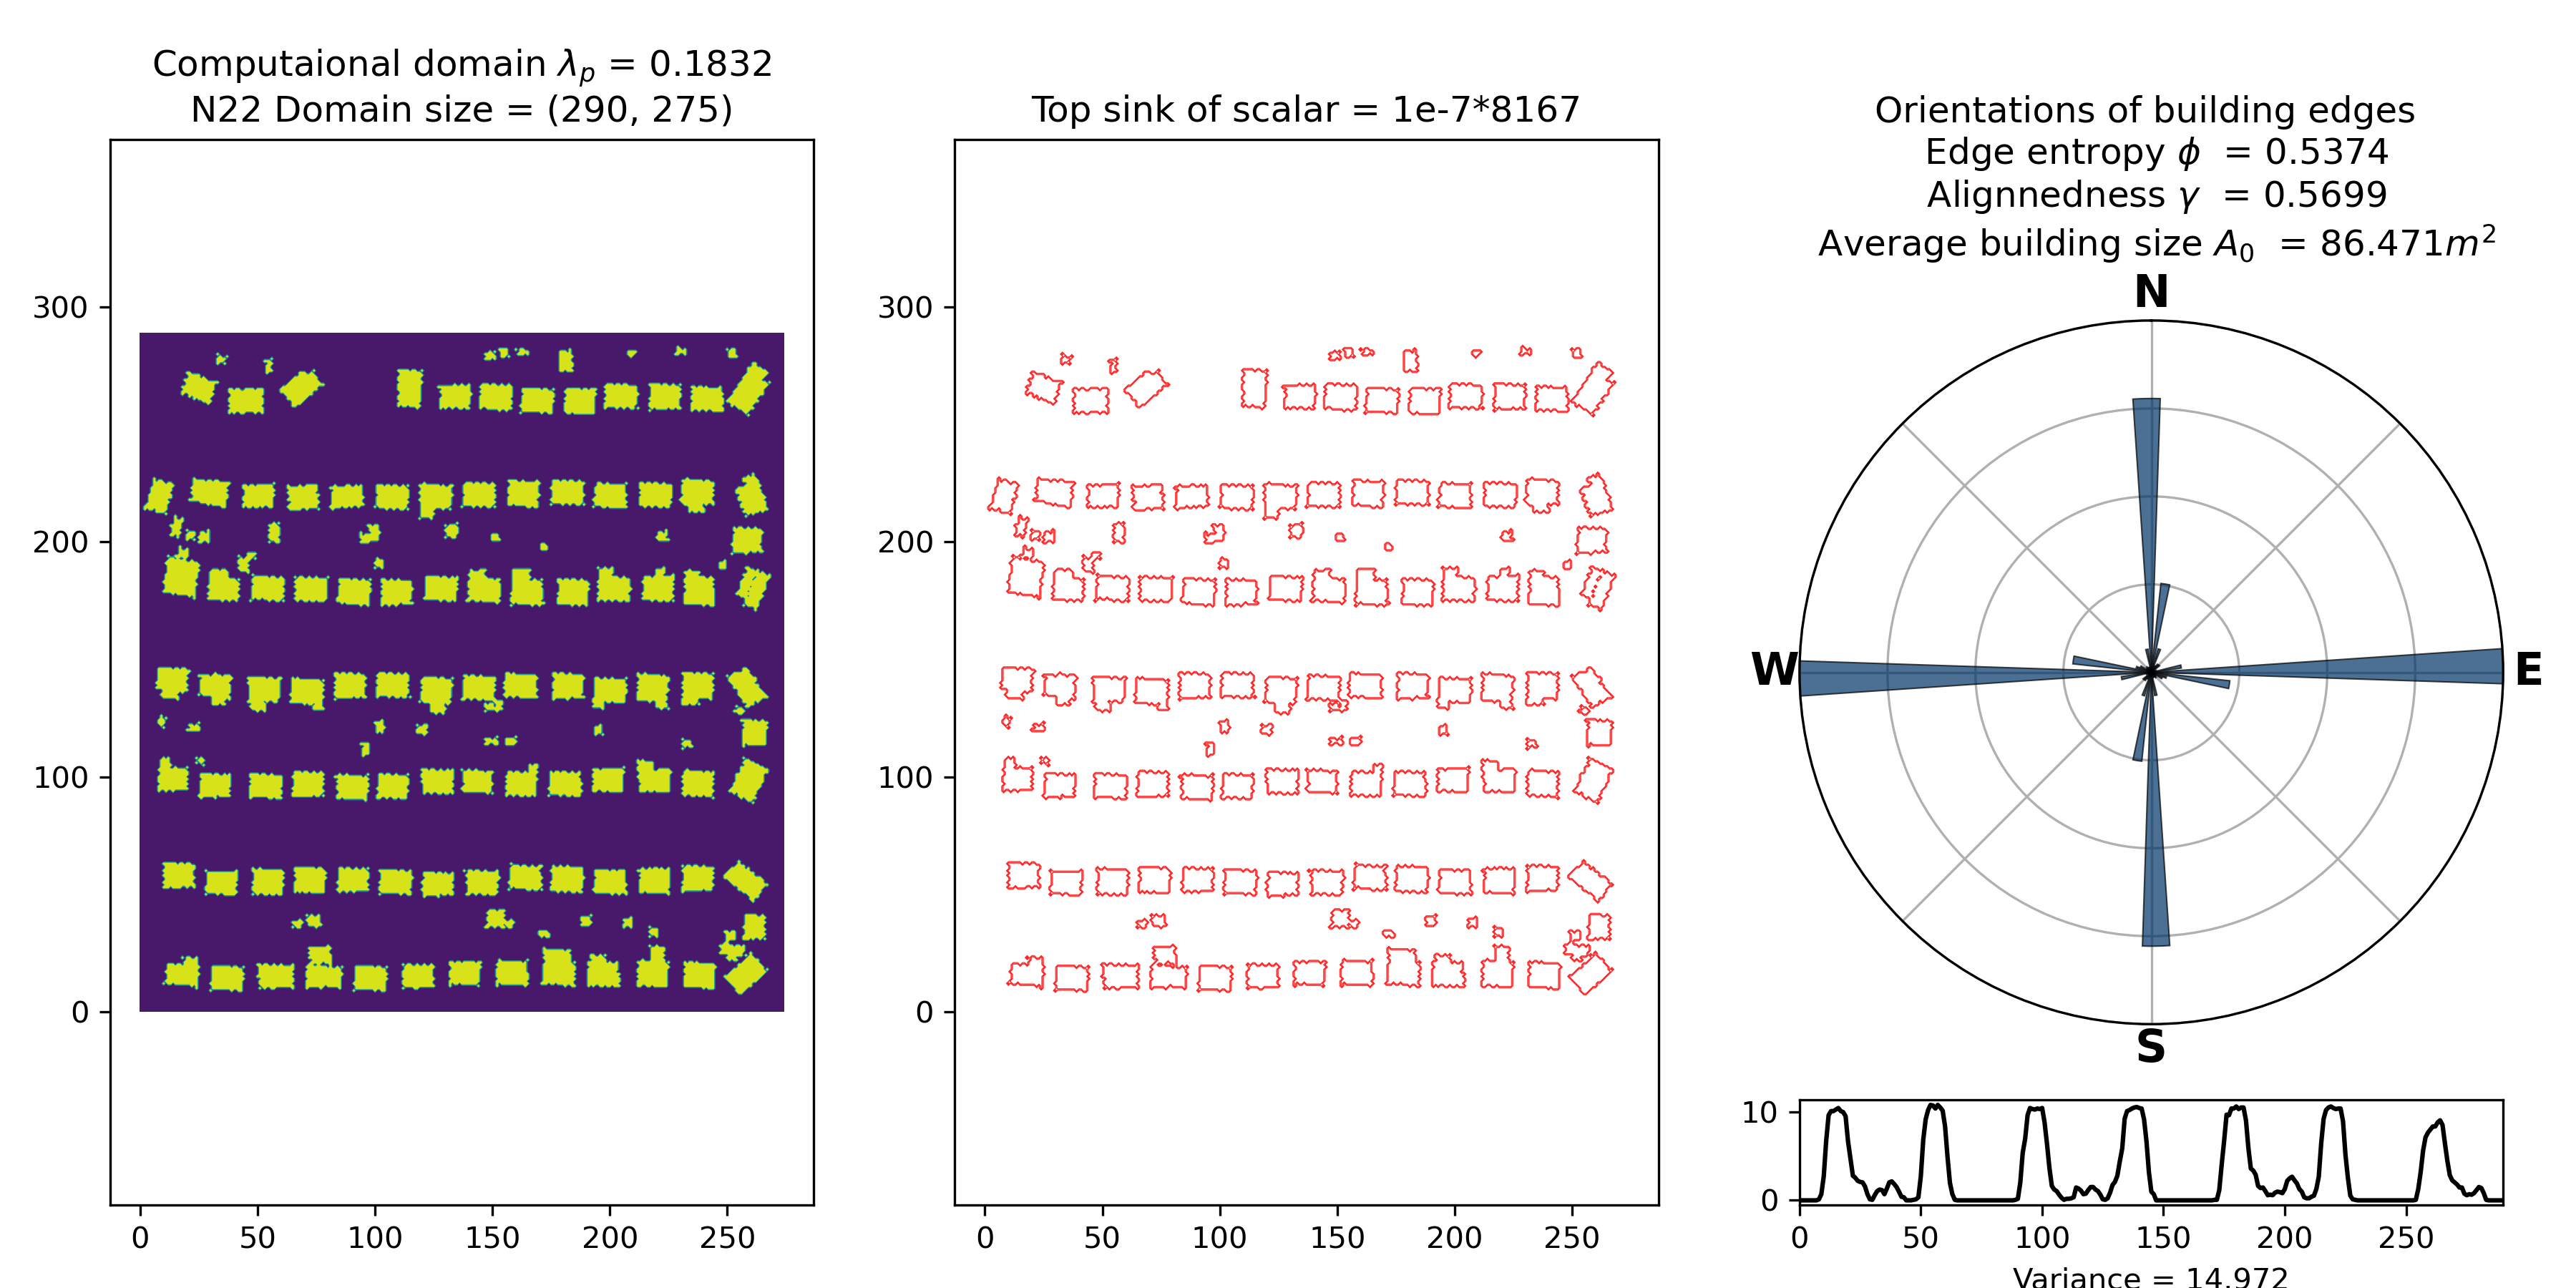 Computaional domain λp = 0.1832
N22 Domain size = (290, 275)
300
200
100
0
0 50 100 150 200 250
Top sink of scalar = 1e-7*8167
300
200
100
0
0 50 100 150 200 250
Orientations of building edges
Edge entropy ϕ = 0.5374
Alignnedness γ = 0.5699
Average building size A0 = 86.471m²
N
W E
S
10
0
0 50 100 150 200 250
Variance = 14.972